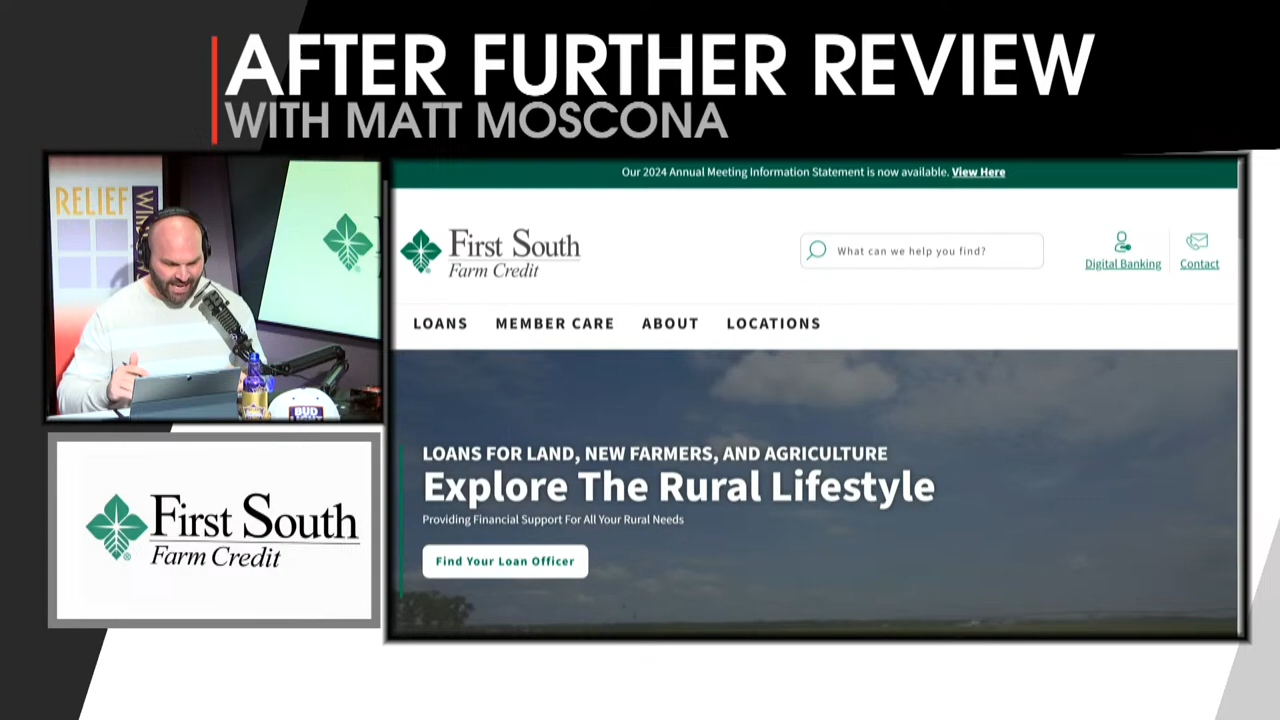 AFTER FURTHER REVIEW
WITH MATT MOSCONA
RELIEF
WINDOW
BUD
LIGHT
Our 2024 Annual Meeting Information Statement is now available. View Here
First South
Farm Credit
What can we help you find?
Digital Banking
Contact
LOANS
MEMBER CARE
ABOUT
LOCATIONS
LOANS FOR LAND, NEW FARMERS, AND AGRICULTURE
Explore The Rural Lifestyle
Providing Financial Support For All Your Rural Needs
Find Your Loan Officer
First South
Farm Credit
®